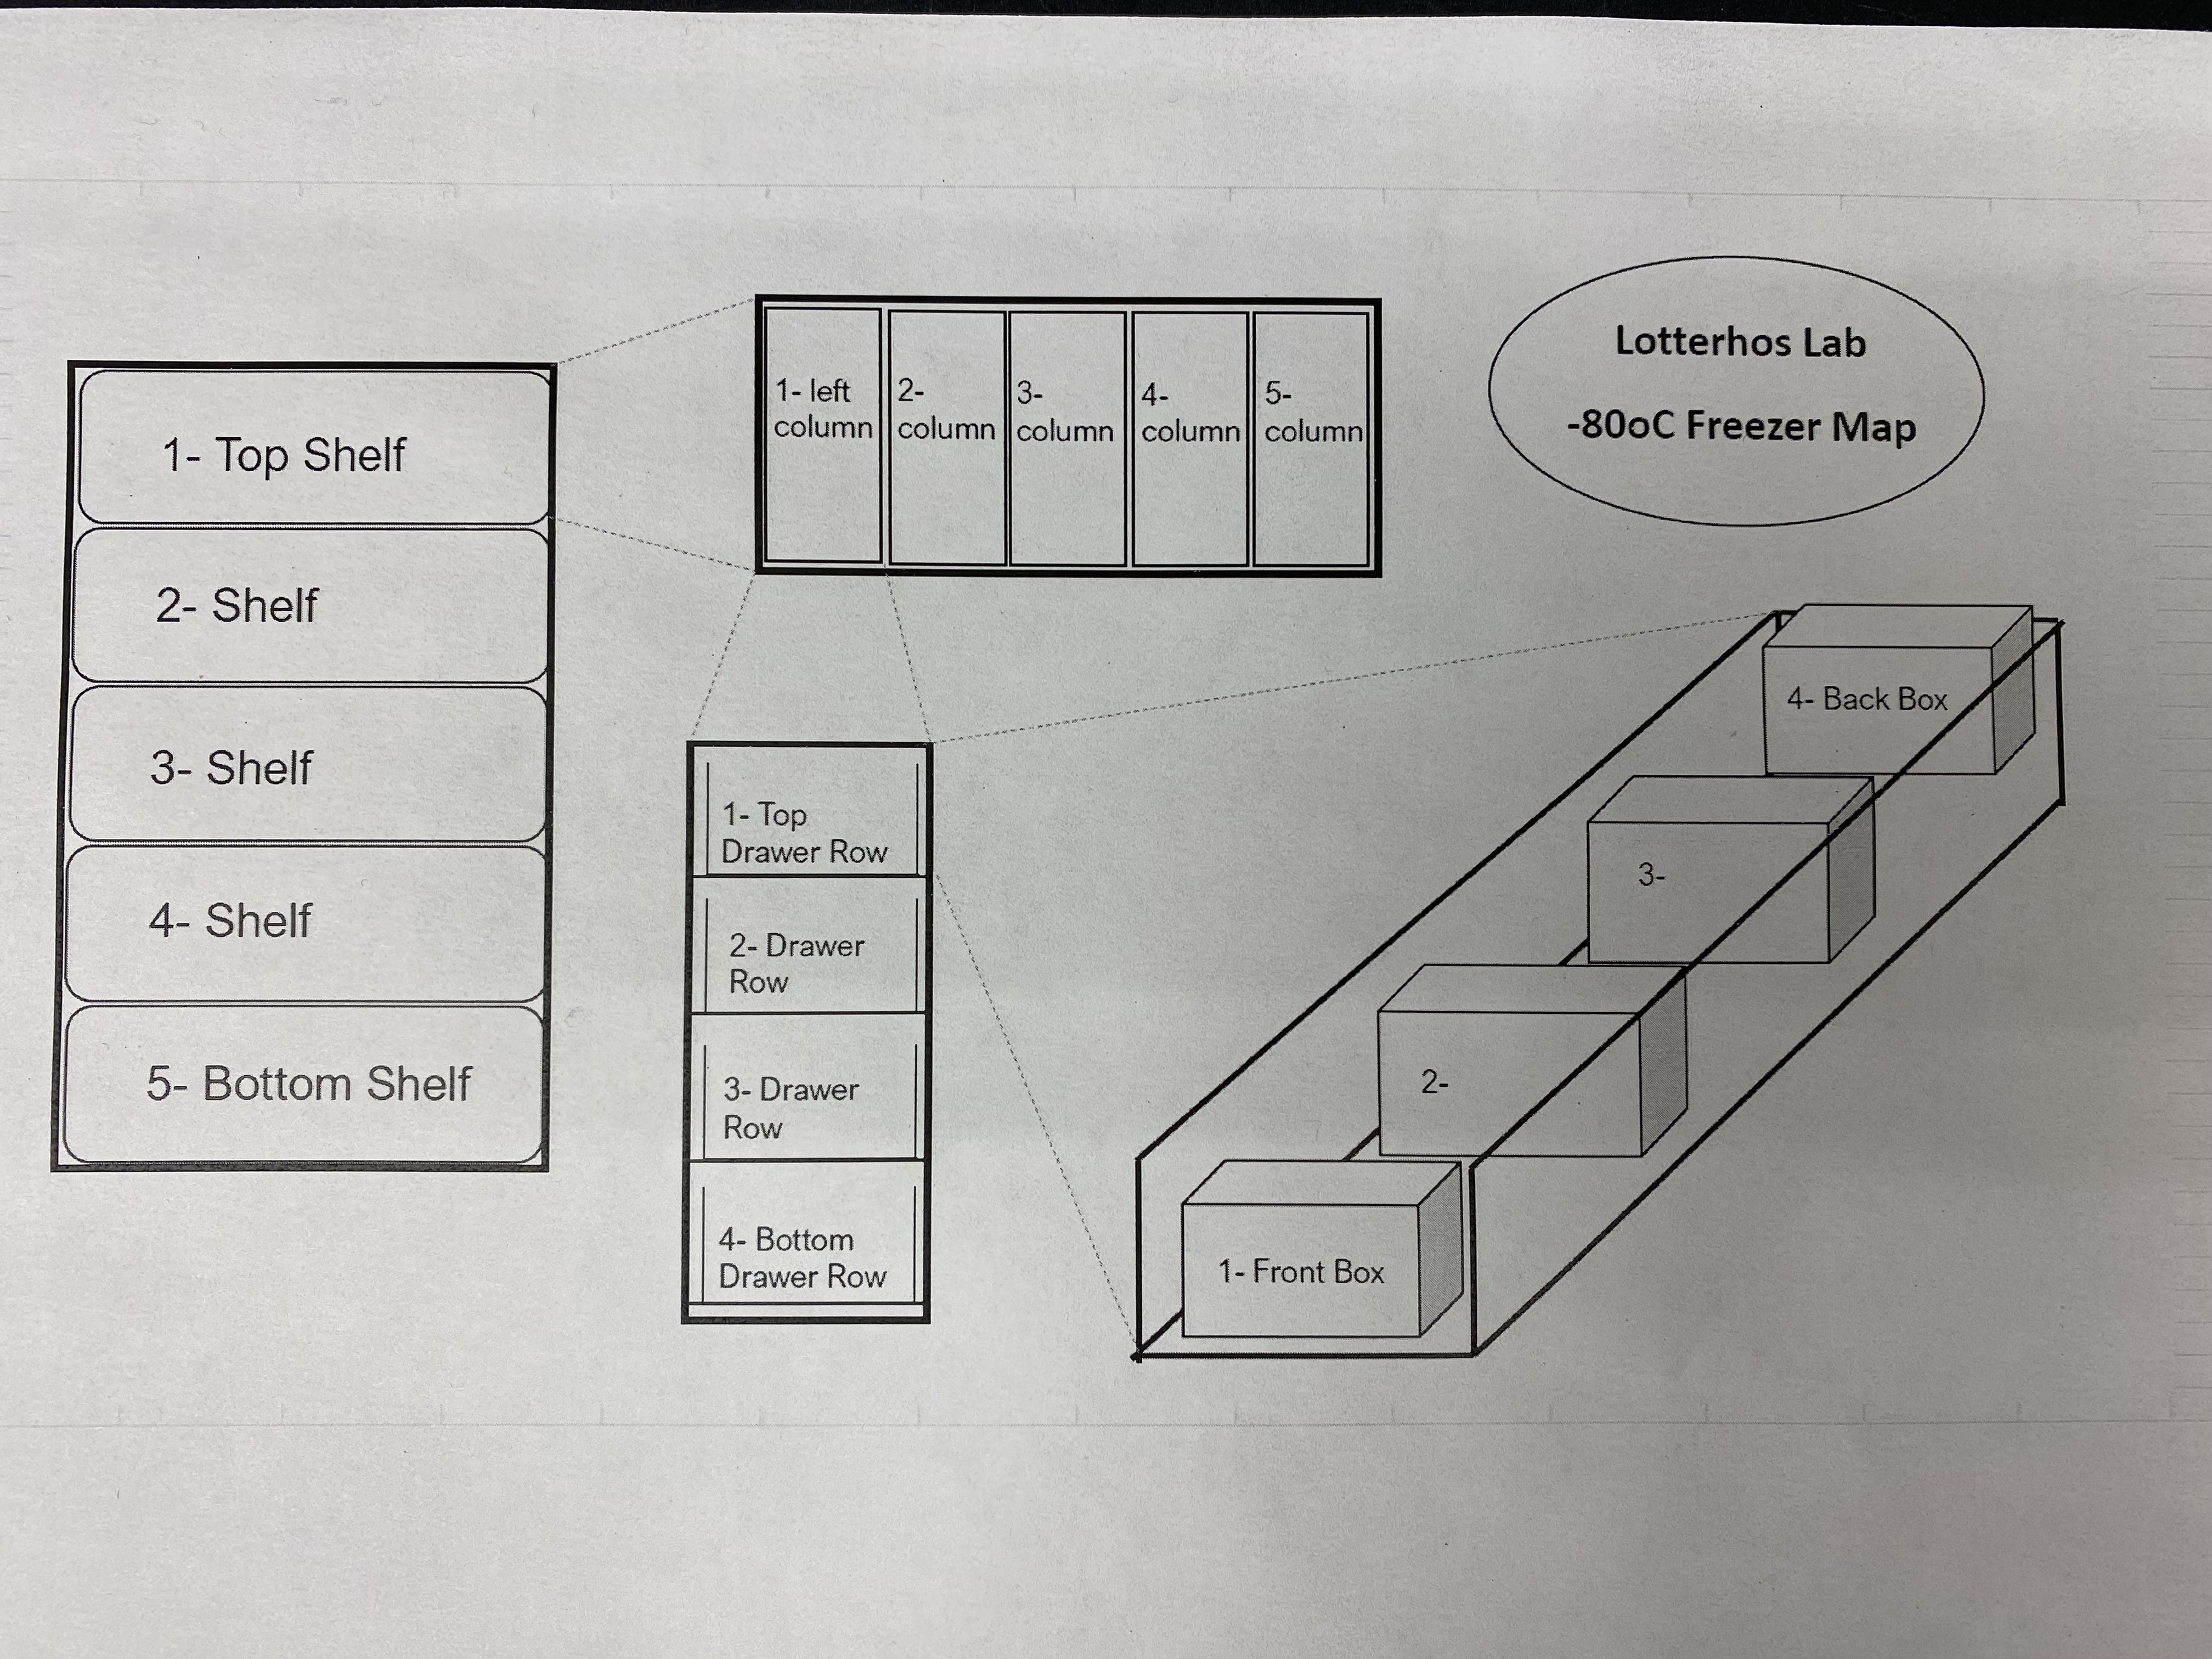 Lotterhos Lab
-80oC Freezer Map
1- Top Shelf
2- Shelf
3- Shelf
4- Shelf
5- Bottom Shelf
1- left
column
2-
column
3-
column
4-
column
5-
column
1- Top
Drawer Row
2- Drawer
Row
3- Drawer
Row
4- Bottom
Drawer Row
4- Back Box
3-
2-
1- Front Box